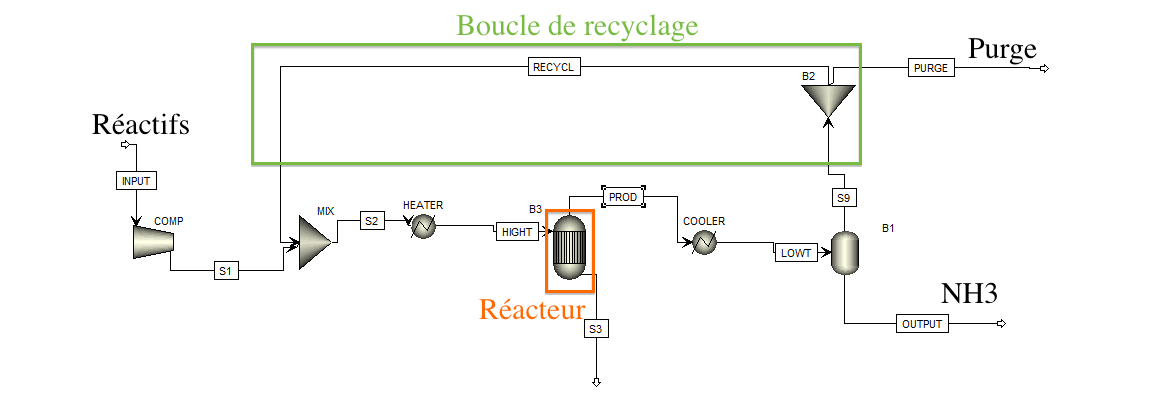 Boucle de recyclage
Purge
RECYCL
PURGE
B2
Réactifs
INPUT
S9
PROD
HEATER
MIX
B3
COMP
S2
COOLER
B1
HIGHT
LOWT
S1
NH3
Réacteur
OUTPUT
S3